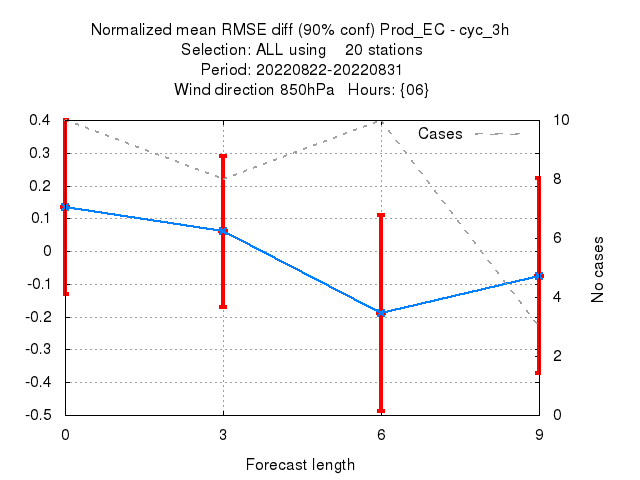 Normalized mean RMSE diff (90% conf) Prod_EC - cyc_3h
Selection: ALL using    20 stations
Period: 20220822-20220831
Wind direction 850hPa   Hours: {06}
Cases
0.4
0.3
0.2
0.1
0
-0.1
-0.2
-0.3
-0.4
-0.5
10
8
6
4
2
0
No cases
0
3
6
9
Forecast length